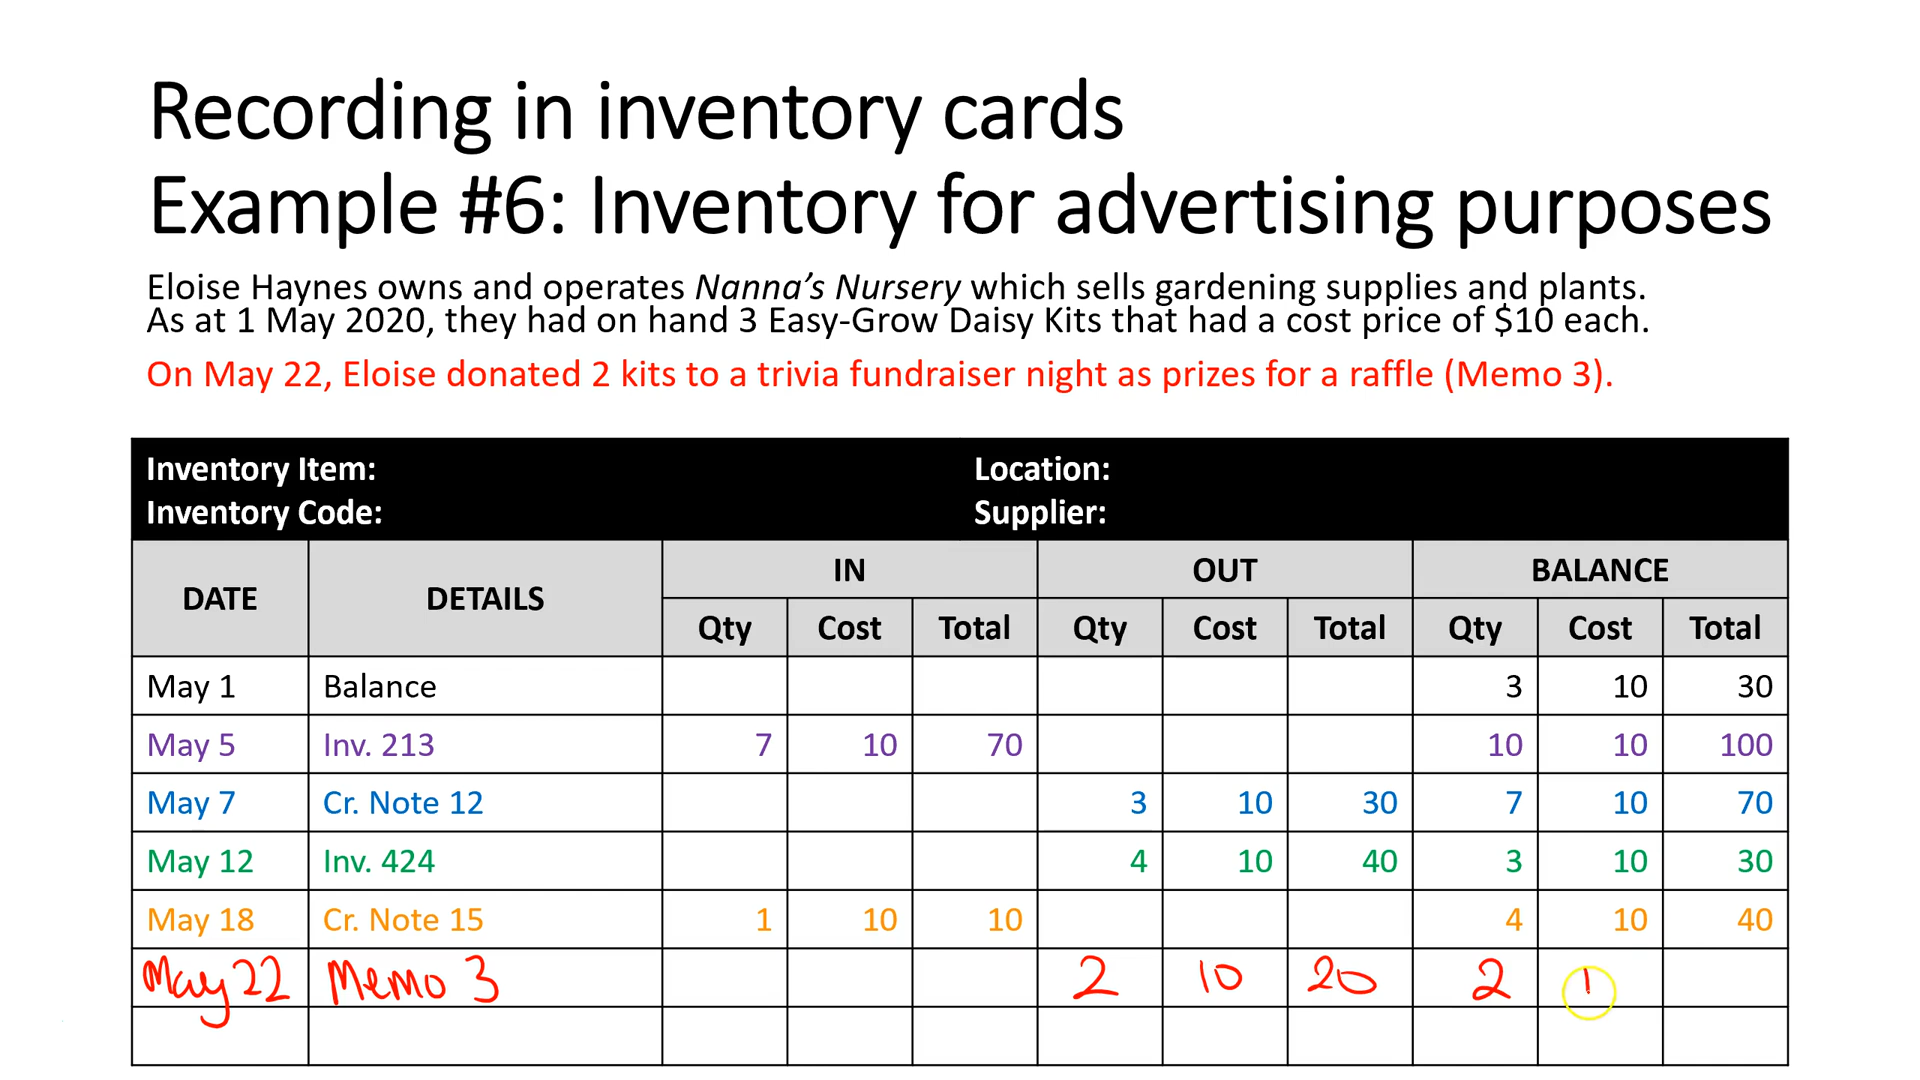 Recording in inventory cards
Example #6: Inventory for advertising purposes
Eloise Haynes owns and operates Nanna's Nursery which sells gardening supplies and plants.
As at 1 May 2020, they had on hand 3 Easy-Grow Daisy Kits that had a cost price of $10 each.
On May 22, Eloise donated 2 kits to a trivia fundraiser night as prizes for a raffle (Memo 3).
Inventory Item: Location:
Inventory Code: Supplier:
DATE DETAILS IN OUT BALANCE
Qty Cost Total Qty Cost Total Qty Cost Total
May 1 Balance 3 10 30
May 5 Inv. 213 7 10 70 10 10 100
May 7 Cr. Note 12 3 10 30 7 10 70
May 12 Inv. 424 4 10 40 3 10 30
May 18 Cr. Note 15 1 10 10 4 10 40
May 22 Memo 3 2 10 20 2 1